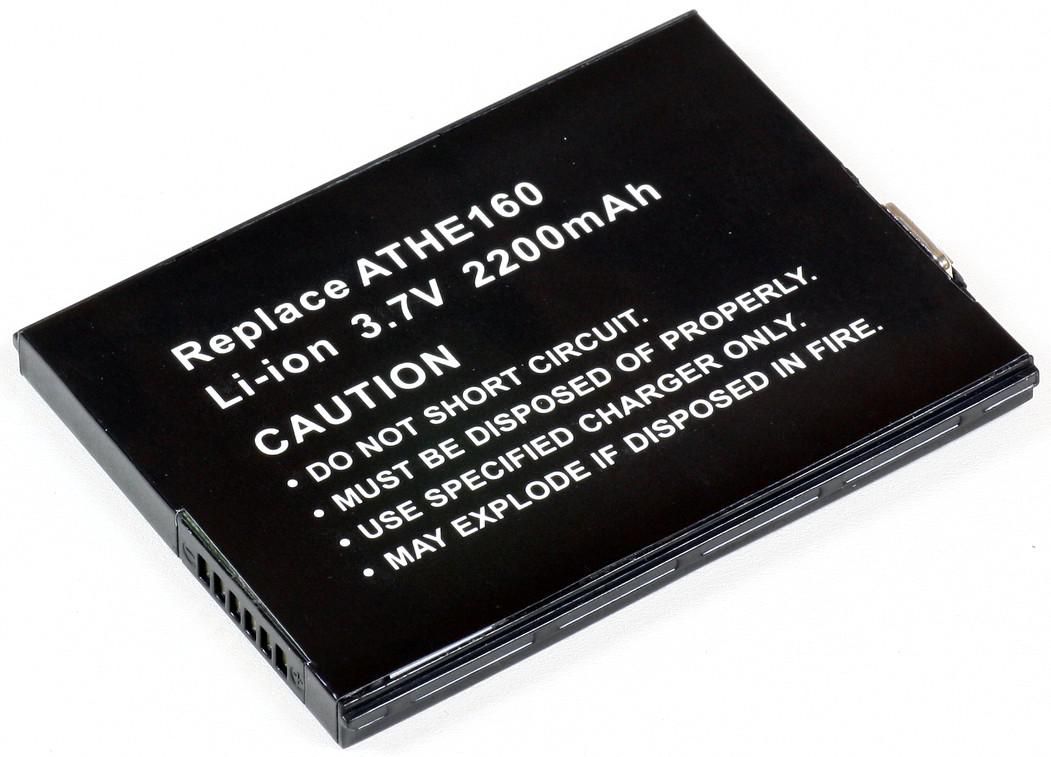 Replace ATHE160
Li-ion 3.7V 2200mAh
CAUTION
• DO NOT SHORT CIRCUIT.
• MUST BE DISPOSED OF PROPERLY.
• USE SPECIFIED CHARGER ONLY.
• MAY EXPLODE IF DISPOSED IN FIRE.
- +